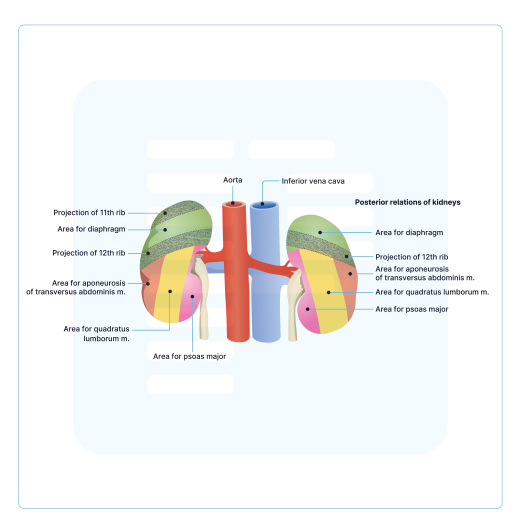 Aorta
Inferior vena cava
Posterior relations of kidneys
Projection of 11th rib
Area for diaphragm
Projection of 12th rib
Area for aponeurosis
of transversus abdominis m.
Area for quadratus
lumborum m.
Area for psoas major
Area for diaphragm
Projection of 12th rib
Area for aponeurosis
of transversus abdominis m.
Area for quadratus lumborum m.
Area for psoas major